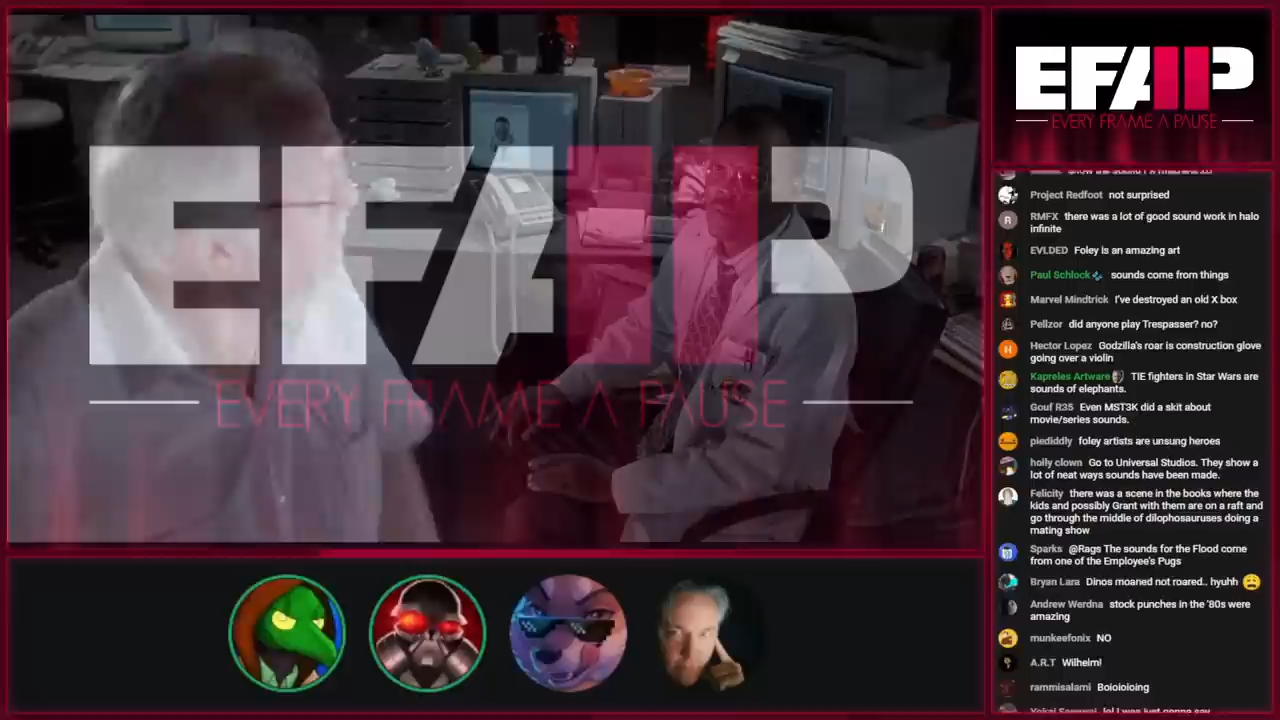 EFAP
EVERY FRAME A PAUSE
EFAP
EVERY FRAME A PAUSE
Project Redfoot not surprised
RMFX there was a lot of good sound work in halo
infinite
EVLDED Foley is an amazing art
Paul Schlock sounds come from things
Marvel Mindtrick I've destroyed an old X box
Pellzor did anyone play Trespasser? no?
Hector Lopez Godzilla's roar is construction glove
going over a violin
Kapreles Artware TIE fighters in Star Wars are
sounds of elephants.
Gouf R35 Even MST3K did a skit about
movie/series sounds.
piediddly foley artists are unsung heroes
holly clown Go to Universal Studios. They show a
lot of neat ways sounds have been made.
Felicity there was a scene in the books where the
kids and possibly Grant with them are on a raft and
go through the middle of dilophosauruses doing a
mating show
Sparks @Rags The sounds for the Flood come
from one of the Employee's Pugs
Bryan Lara Dinos moaned not roared.. hyuhh 😩
Andrew Werdna stock punches in the '80s were
amazing
munkeefonix NO
A.R.T Wilhelm!
rammisalami Boioioioing